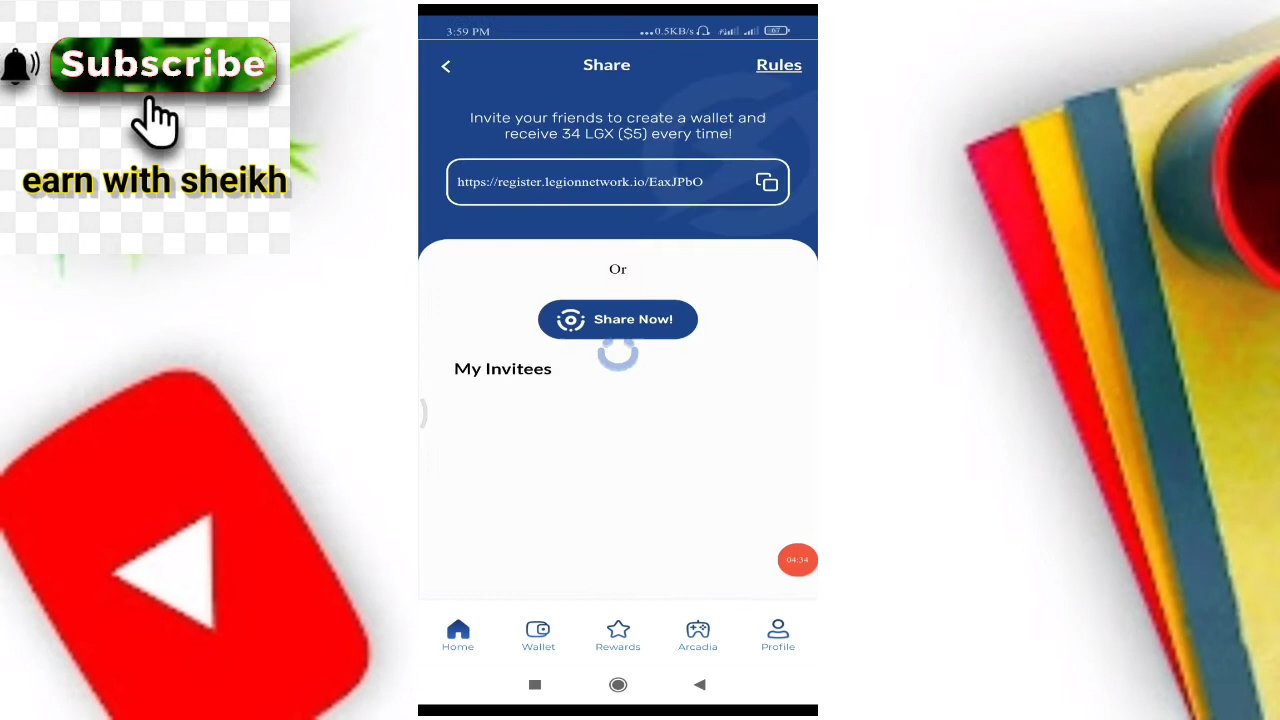 Subscribe
earn with sheikh
3:59 PM
...0.5KB/s
67
Share
Rules
Invite your friends to create a wallet and
receive 34 LGX ($5) every time!
https://register.legionnetwork.io/EaxJPbO
Or
Share Now!
My Invitees
04:34
Home
Wallet
Rewards
Arcadia
Profile